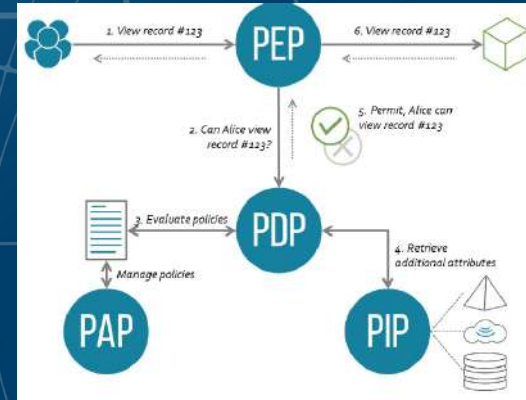 1. View record #123
PEP
6. View record #123
2. Can Alice view
record #123?
5. Permit, Alice can
view record #123
3. Evaluate policies
PDP
4. Retrieve
additional attributes
Manage policies
PAP
PIP